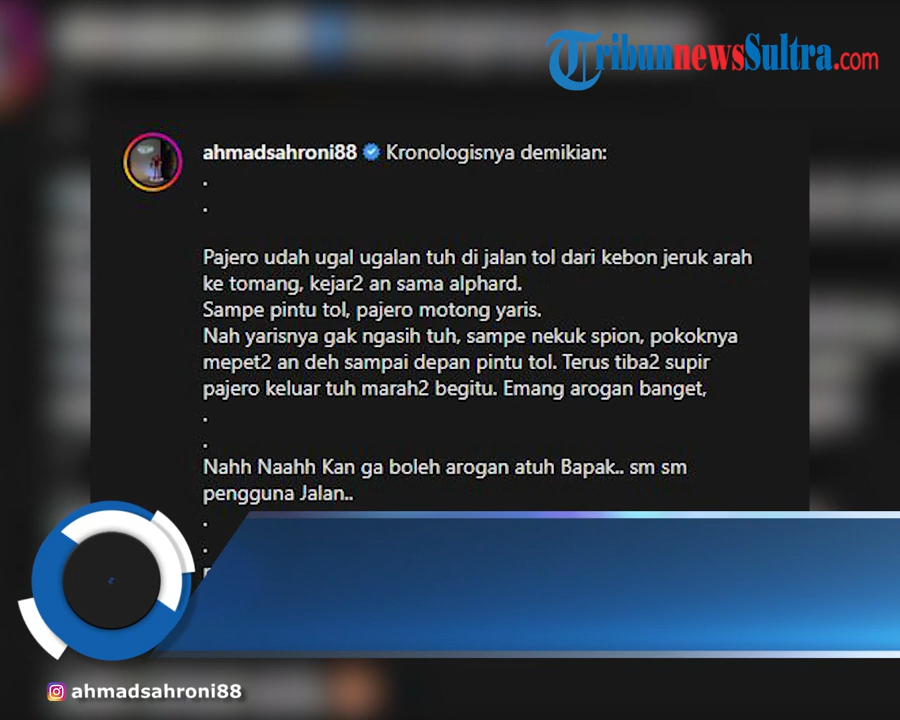 TribunnewsSultra.com
ahmadsahroni88 Kronologisnya demikian:
.
.
Pajero udah ugal ugalan tuh di jalan tol dari kebon jeruk arah
ke tomang, kejar2 an sama alphard.
Sampe pintu tol, pajero motong yaris.
Nah yarisnya gak ngasih tuh, sampe nekuk spion, pokoknya
mepet2 an deh sampai depan pintu tol. Terus tiba2 supir
pajero keluar tuh marah2 begitu. Emang arogan banget,
.
.
Nahh Naahh Kan ga boleh arogan atuh Bapak.. sm sm
pengguna Jalan..
.
.
ahmadsahroni88